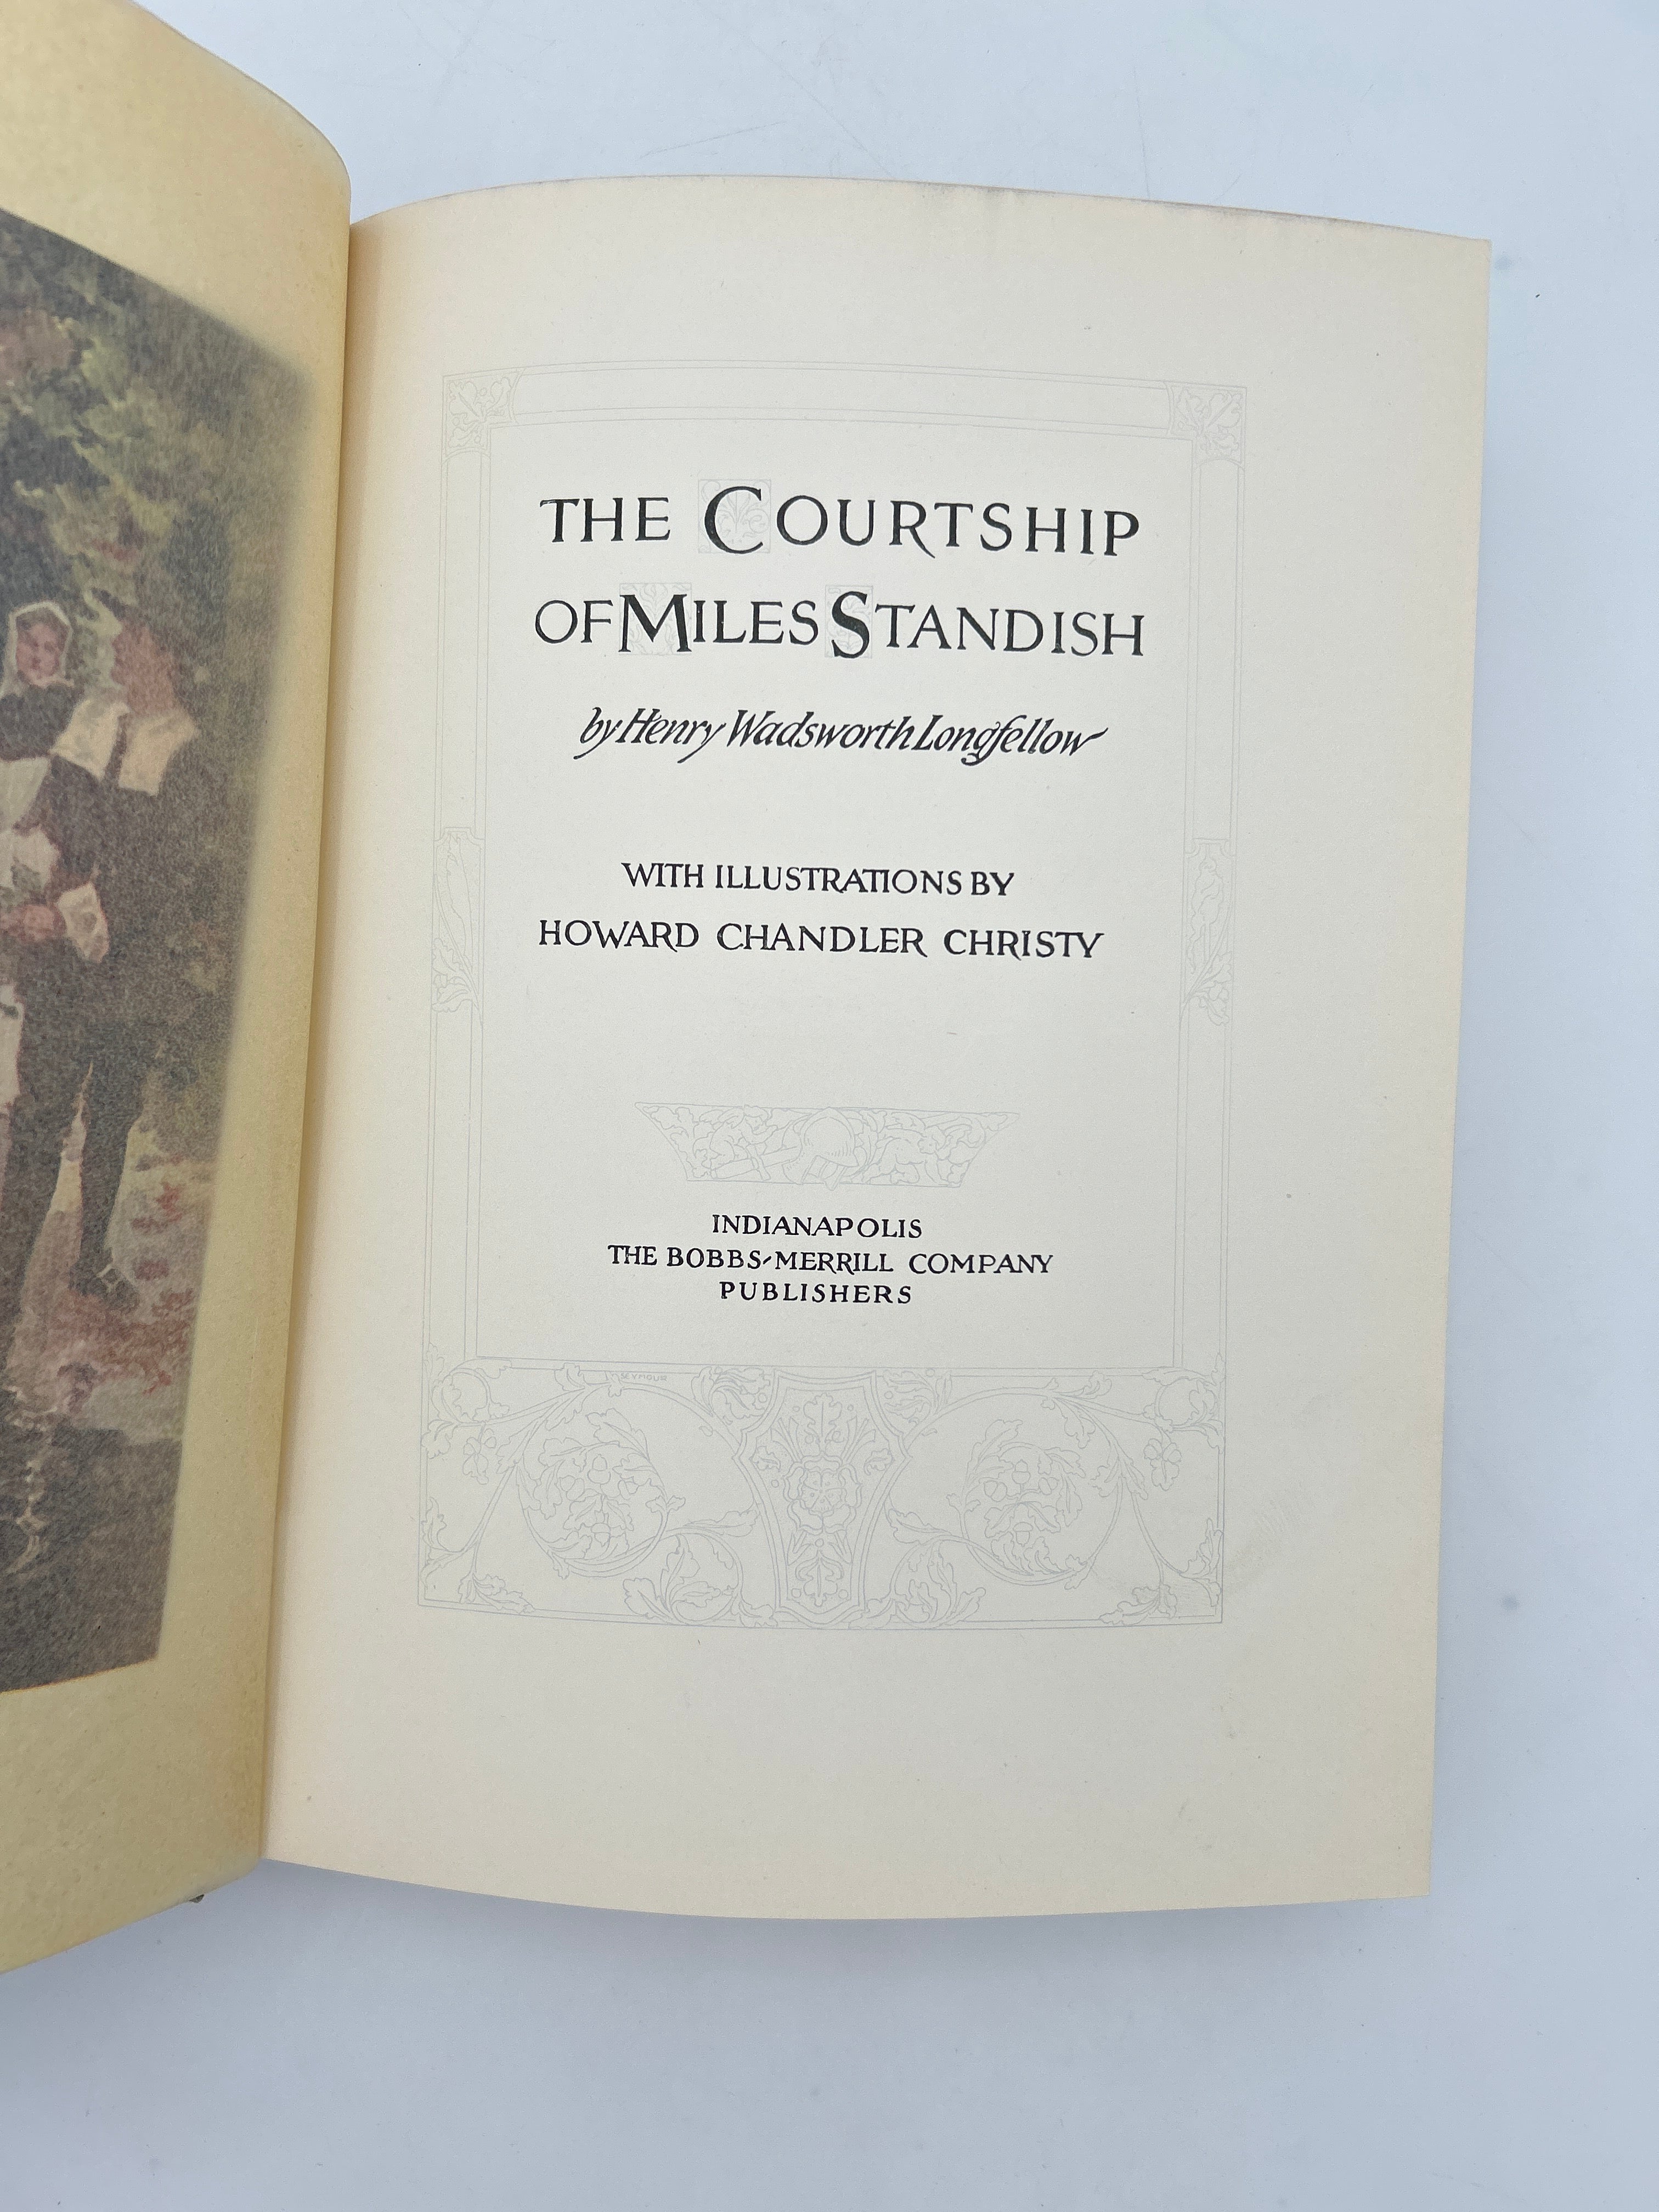 THE COURTSHIP
OF MILES STANDISH
by Henry Wadsworth Longfellow
WITH ILLUSTRATIONS BY
HOWARD CHANDLER CHRISTY
INDIANAPOLIS
THE BOBBS-MERRILL COMPANY
PUBLISHERS
SEYMOUR